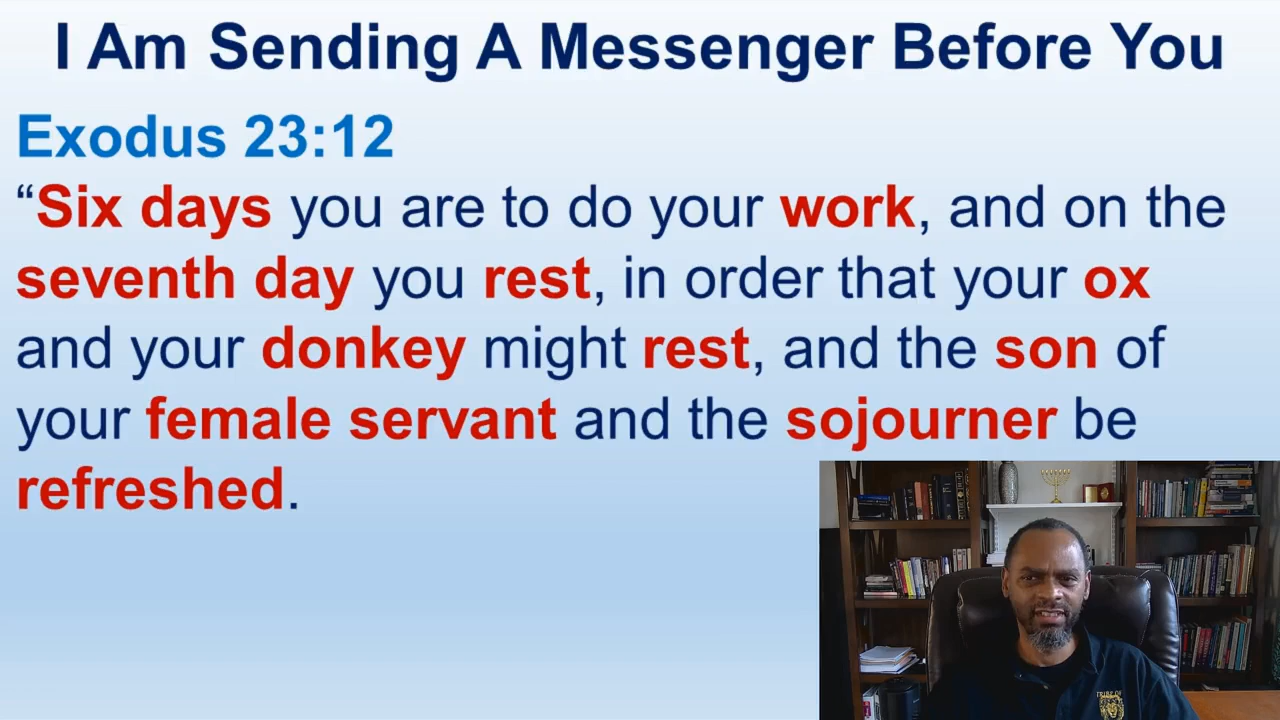 I Am Sending A Messenger Before You
Exodus 23:12
“Six days you are to do your work, and on the
seventh day you rest, in order that your ox
and your donkey might rest, and the son of
your female servant and the sojourner be
refreshed.
TRIBE OF